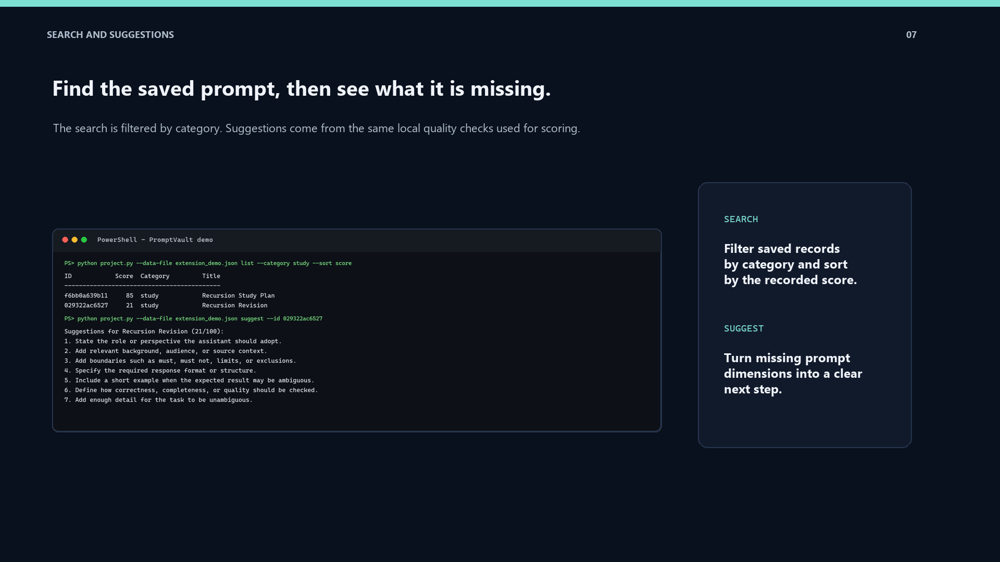 SEARCH AND SUGGESTIONS
07
Find the saved prompt, then see what it is missing.
The search is filtered by category. Suggestions come from the same local quality checks used for scoring.
PowerShell - PromptVault demo
PS> python project.py --data-file extension_demo.json list --category study --sort score
ID Score Category Title
-------------------------------------------
f6bb0a639b11 85 study Recursion Study Plan
029322ac6527 21 study Recursion Revision
PS> python project.py --data-file extension_demo.json suggest --id 029322ac6527
Suggestions for Recursion Revision (21/100):
1. State the role or perspective the assistant should adopt.
2. Add relevant background, audience, or source context.
3. Add boundaries such as must, must not, limits, or exclusions.
4. Specify the required response format or structure.
5. Include a short example when the expected result may be ambiguous.
6. Define how correctness, completeness, or quality should be checked.
7. Add enough detail for the task to be unambiguous.
SEARCH
Filter saved records
by category and sort
by the recorded score.
SUGGEST
Turn missing prompt
dimensions into a clear
next step.